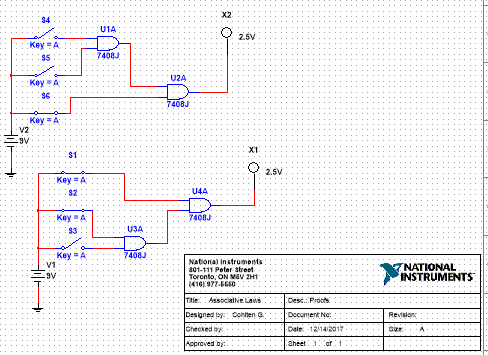 X2
2.5V
S4
Key = A
U1A
7408J
S5
Key = A
U2A
7408J
S6
Key = A
V2
9V
X1
2.5V
S1
Key = A
U4A
7408J
S2
Key = A
U3A
7408J
S3
Key = A
V1
9V
National Instruments
801-111 Peter Street
Toronto, ON M5V 2H1
(416) 977-5550
NATIONAL
INSTRUMENTS
Title: Associative Laws Desc.: Proofs
Designed by: Cohlten G. Document No: Revision:
Checked by: Date: 12/14/2017 Size: A
Approved by: Sheet 1 of 1